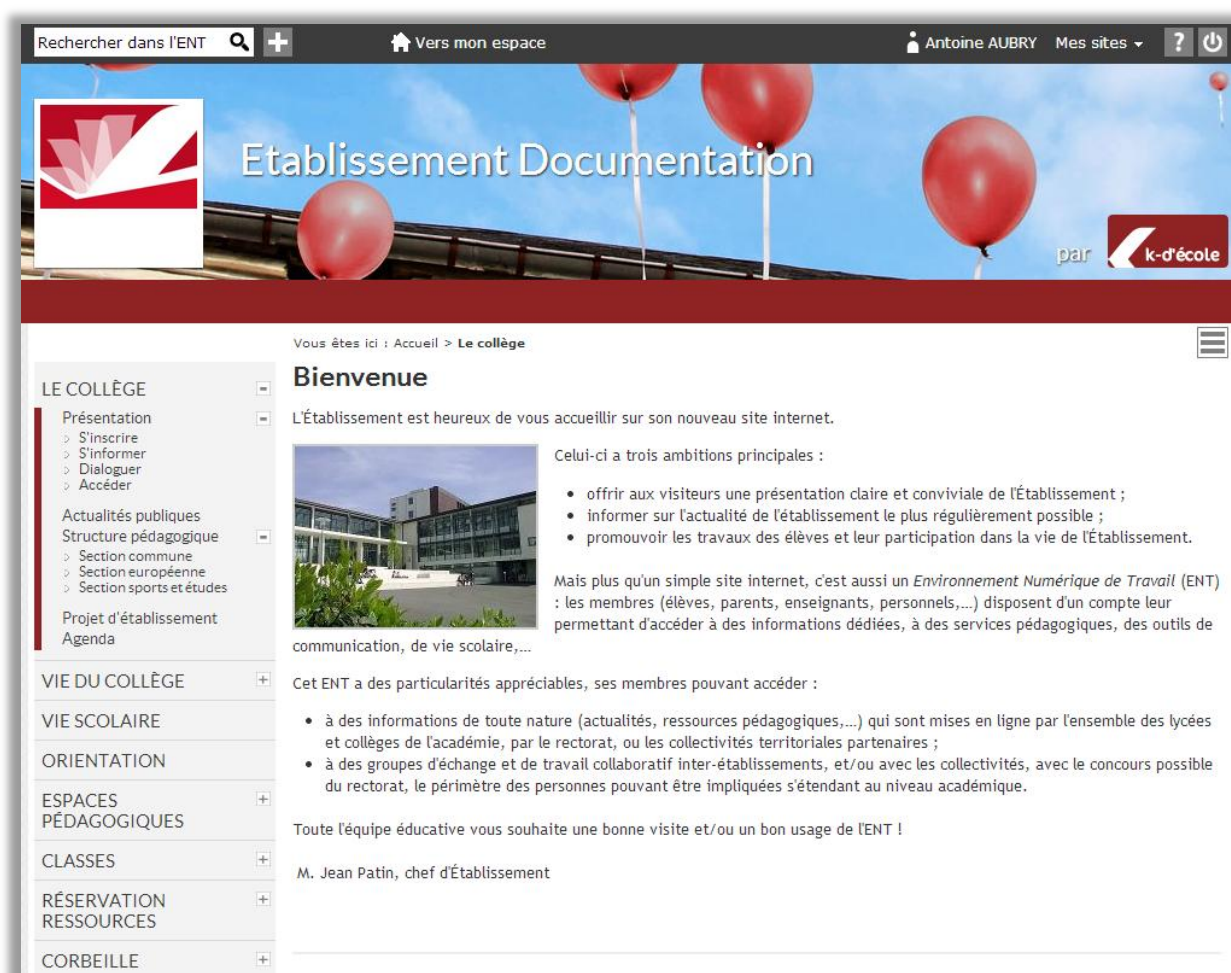 Rechercher dans l'ENT
Vers mon espace
Antoine AUBRY
Mes sites
?
Etablissement Documentation
par
k-d'école
Vous êtes ici : Accueil > Le collège
LE COLLÈGE
Présentation
S'inscrire
S'informer
Dialoguer
Accéder
Actualités publiques
Structure pédagogique
Section commune
Section européenne
Section sports et études
Projet d'établissement
Agenda
VIE DU COLLÈGE
VIE SCOLAIRE
ORIENTATION
ESPACES
PÉDAGOGIQUES
CLASSES
RÉSERVATION
RESSOURCES
CORBEILLE
Bienvenue
L'Établissement est heureux de vous accueillir sur son nouveau site internet.
Celui-ci a trois ambitions principales :
• offrir aux visiteurs une présentation claire et conviviale de l'Établissement ;
• informer sur l'actualité de l'établissement le plus régulièrement possible ;
• promouvoir les travaux des élèves et leur participation dans la vie de l'Établissement.
Mais plus qu'un simple site internet, c'est aussi un Environnement Numérique de Travail (ENT)
: les membres (élèves, parents, enseignants, personnels,...) disposent d'un compte leur
permettant d'accéder à des informations dédiées, à des services pédagogiques, des outils de
communication, de vie scolaire,...
Cet ENT a des particularités appréciables, ses membres pouvant accéder :
• à des informations de toute nature (actualités, ressources pédagogiques,...) qui sont mises en ligne par l'ensemble des lycées
et collèges de l'académie, par le rectorat, ou les collectivités territoriales partenaires ;
• à des groupes d'échange et de travail collaboratif inter-établissements, et/ou avec les collectivités, avec le concours possible
du rectorat, le périmètre des personnes pouvant être impliquées s'étendant au niveau académique.
Toute l'équipe éducative vous souhaite une bonne visite et/ou un bon usage de l'ENT !
M. Jean Patin, chef d'Établissement